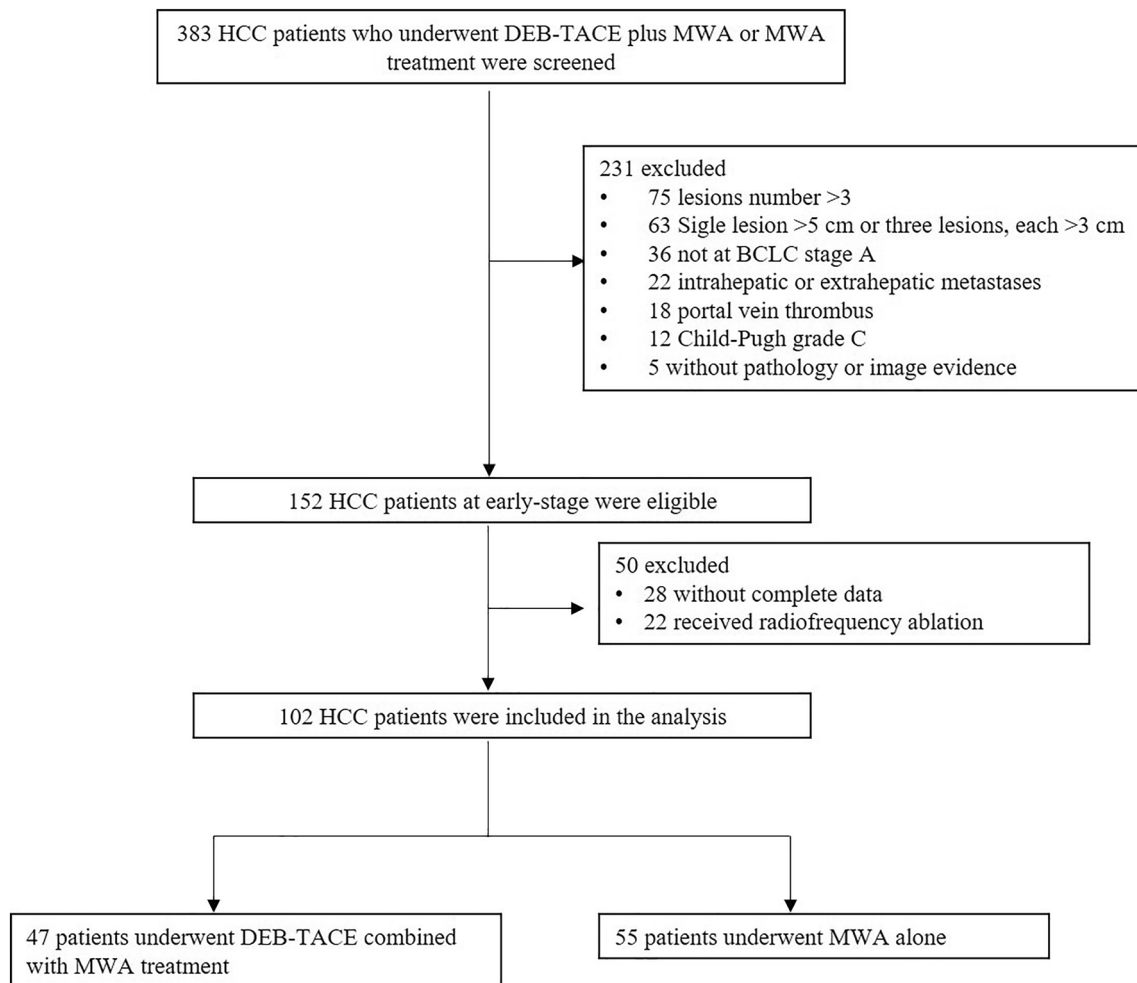 383 HCC patients who underwent DEB-TACE plus MWA or MWA
treatment were screened
231 excluded
• 75 lesions number >3
• 63 Sigle lesion >5 cm or three lesions, each >3 cm
• 36 not at BCLC stage A
• 22 intrahepatic or extrahepatic metastases
• 18 portal vein thrombus
• 12 Child-Pugh grade C
• 5 without pathology or image evidence
152 HCC patients at early-stage were eligible
50 excluded
• 28 without complete data
• 22 received radiofrequency ablation
102 HCC patients were included in the analysis
47 patients underwent DEB-TACE combined
with MWA treatment
55 patients underwent MWA alone